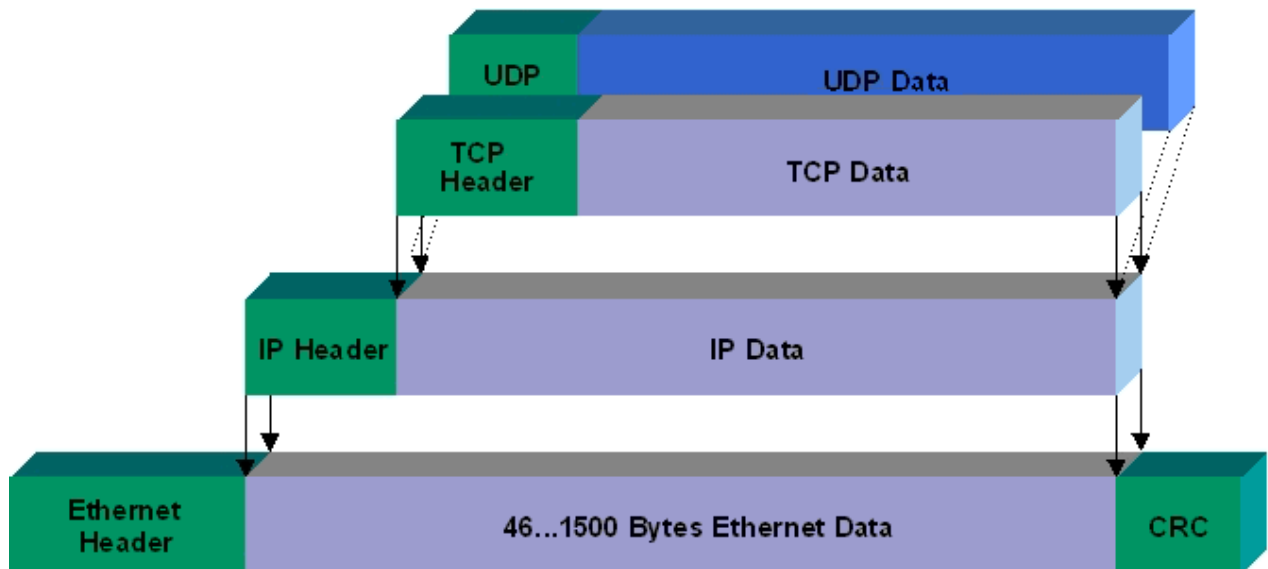 UDP
UDP Data
TCP
Header
TCP Data
IP Header
IP Data
Ethernet
Header
46...1500 Bytes Ethernet Data
CRC